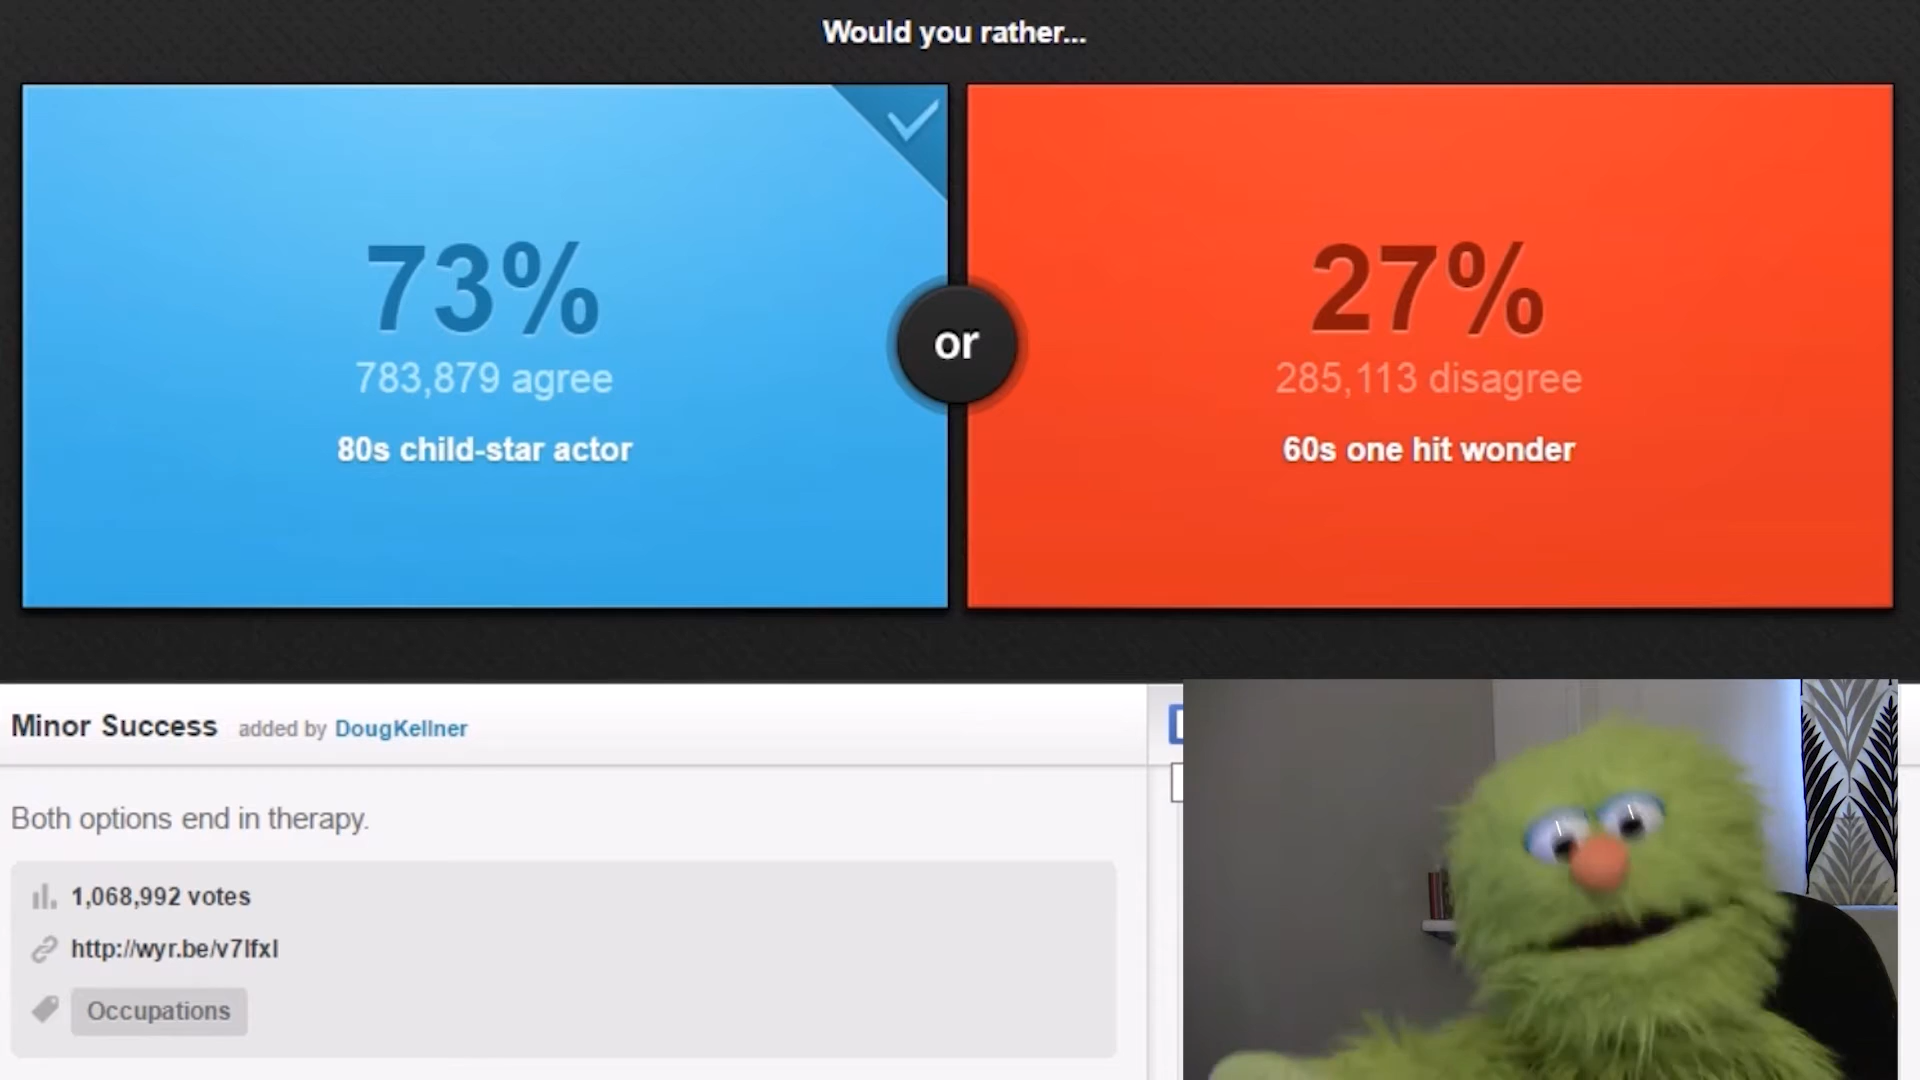 Would you rather...
73%
783,879 agree
80s child-star actor
or
27%
285,113 disagree
60s one hit wonder
Minor Success added by DougKellner
Both options end in therapy.
1,068,992 votes
http://wyr.be/v7lfxl
Occupations